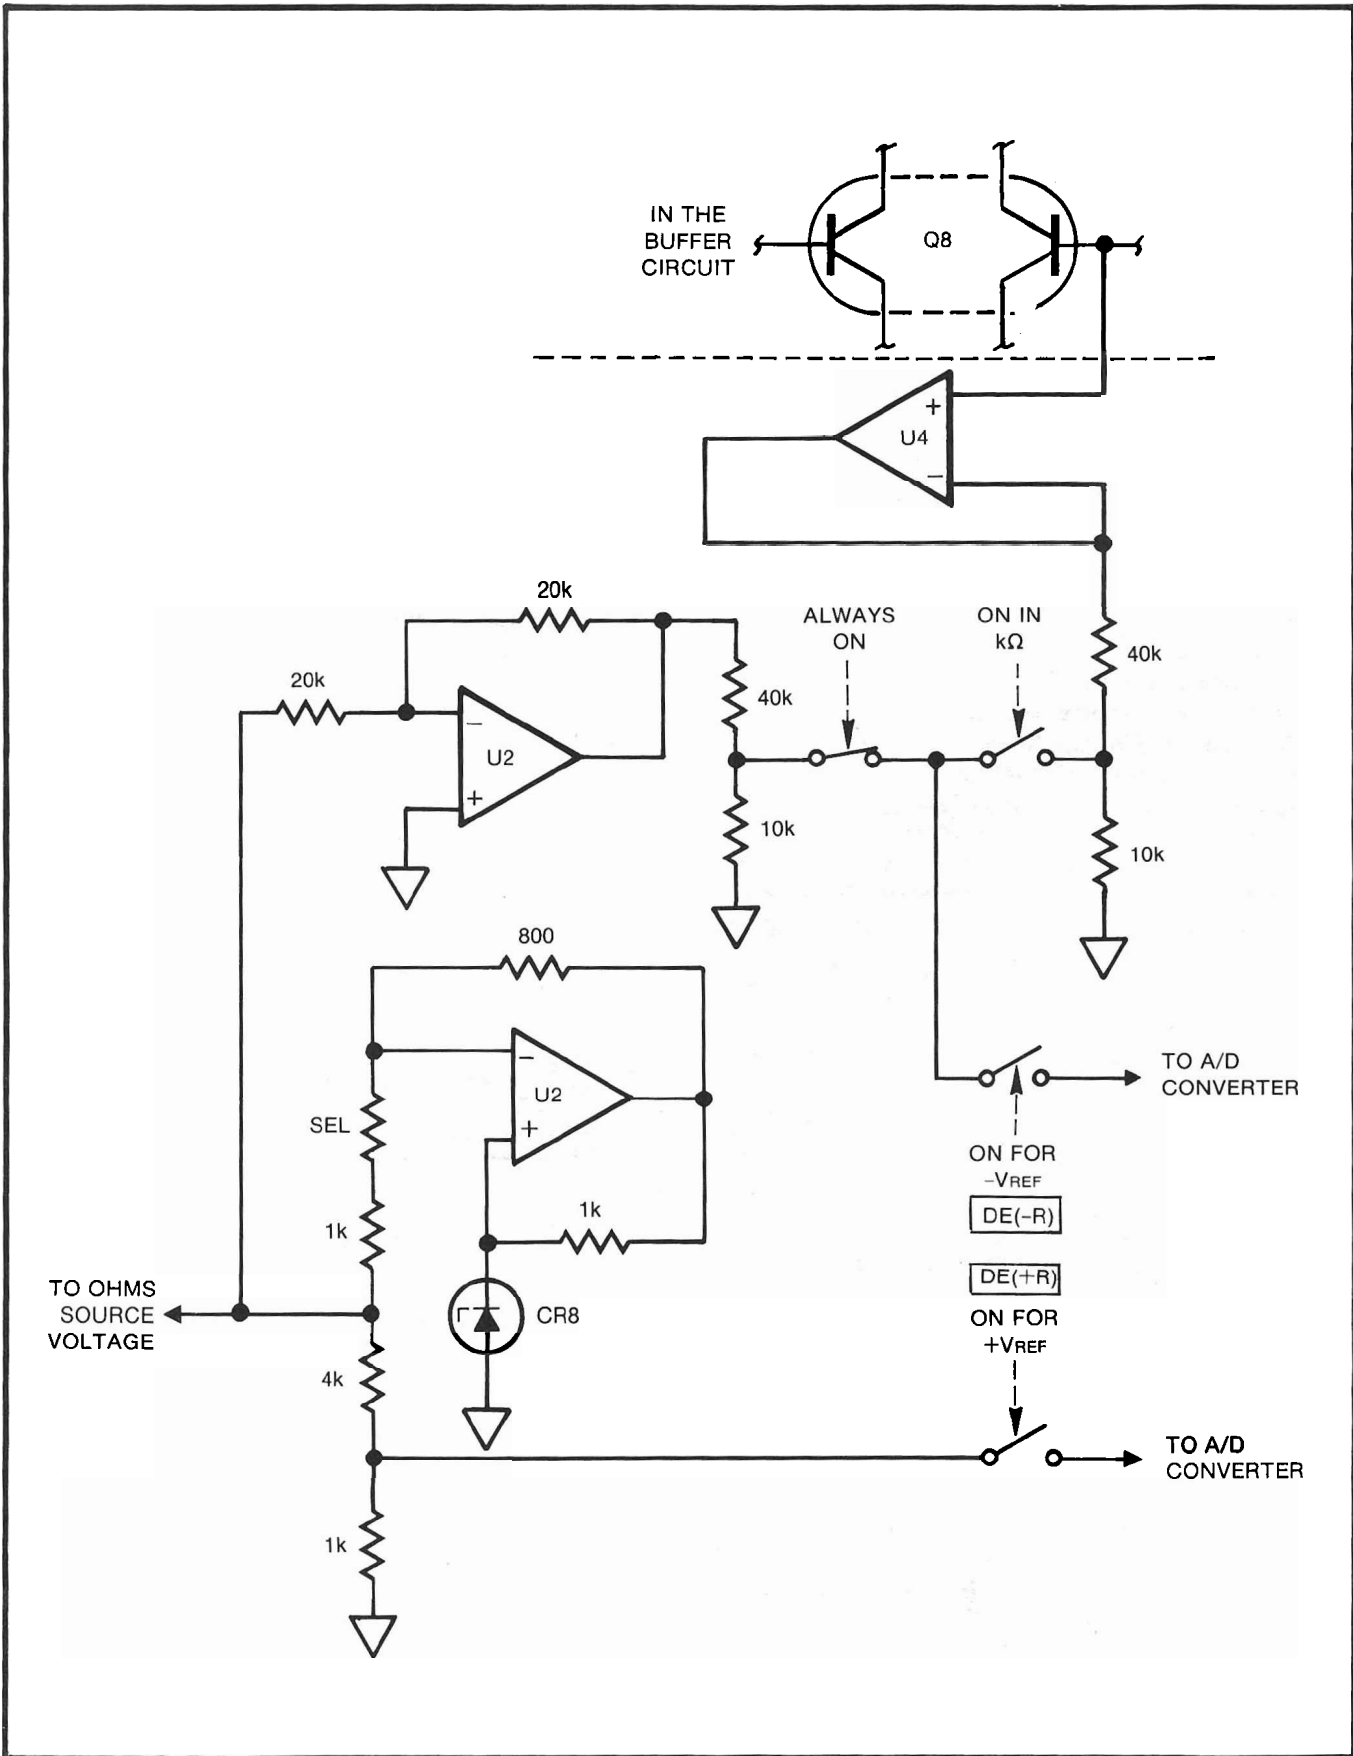 IN THE
BUFFER
CIRCUIT
Q8
+
U4
−
20k
20k
−
U2
+
40k
10k
ALWAYS
ON
ON IN
kΩ
40k
10k
800
−
U2
+
SEL
1k
1k
CR8
TO OHMS
SOURCE
VOLTAGE
4k
1k
TO A/D
CONVERTER
ON FOR
-VREF
DE(-R)
DE(+R)
ON FOR
+VREF
TO A/D
CONVERTER